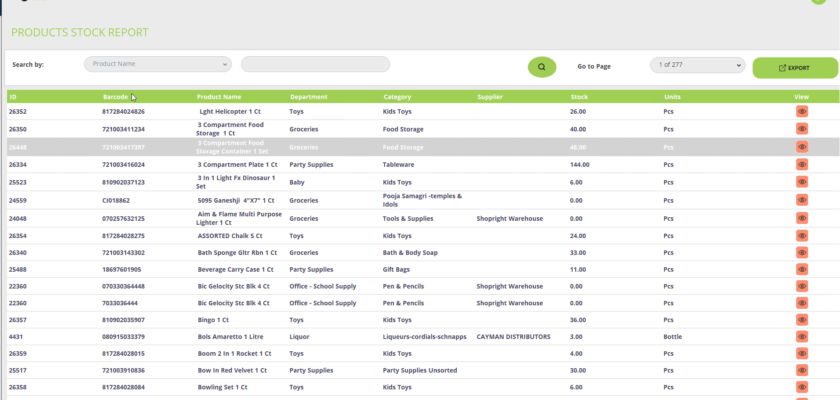 PRODUCTS STOCK REPORT
Search by: Product Name Go to Page 1 of 277 EXPORT
ID Barcode Product Name Department Category Supplier Stock Units View
26352 817284024826 Lght Helicopter 1 Ct Toys Kids Toys 26.00 Pcs
26350 721003411234 3 Compartment Food Storage 1 Ct Groceries Food Storage 40.00 Pcs
3 Compartment Food Storage Container 1 Set Groceries Food Storage 48.00 Pcs
26334 721003416024 3 Compartment Plate 1 Ct Party Supplies Tableware 144.00 Pcs
25523 810902037123 3 In 1 Light Fx Dinosaur 1 Set Baby Kids Toys 6.00 Pcs
24559 CI018862 5095 Ganeshji 4"X7" 1 Ct Groceries Pooja Samagri -temples & Idols 0.00 Pcs
24048 070257632125 Aim & Flame Multi Purpose Lighter 1 Ct Groceries Tools & Supplies Shopright Warehouse 0.00 Pcs
26354 817284028275 ASSORTED Chalk 5 Ct Toys Kids Toys 24.00 Pcs
26340 721003143302 Bath Sponge Gltr Rbn 1 Ct Groceries Bath & Body Soap 33.00 Pcs
25488 18697601905 Beverage Carry Case 1 Ct Party Supplies Gift Bags 11.00 Pcs
22360 070330364448 Bic Gelocity Stc Blk 4 Ct Office - School Supply Pen & Pencils Shopright Warehouse 0.00 Pcs
22360 7033036444 Bic Gelocity Stc Blk 4 Ct Office - School Supply Pen & Pencils Shopright Warehouse 0.00 Pcs
26357 810902035907 Bingo 1 Ct Toys Kids Toys 36.00 Pcs
4431 080915033379 Bols Amaretto 1 Litre Liquor Liqueurs-cordials-schnapps CAYMAN DISTRIBUTORS 3.00 Bottle
26359 817284028015 Boom 2 In 1 Rocket 1 Ct Toys Kids Toys 4.00 Pcs
25517 721003910836 Bow In Red Velvet 1 Ct Party Supplies Party Supplies Unsorted 30.00 Pcs
26358 817284028084 Bowling Set 1 Ct Toys Kids Toys 6.00 Pcs